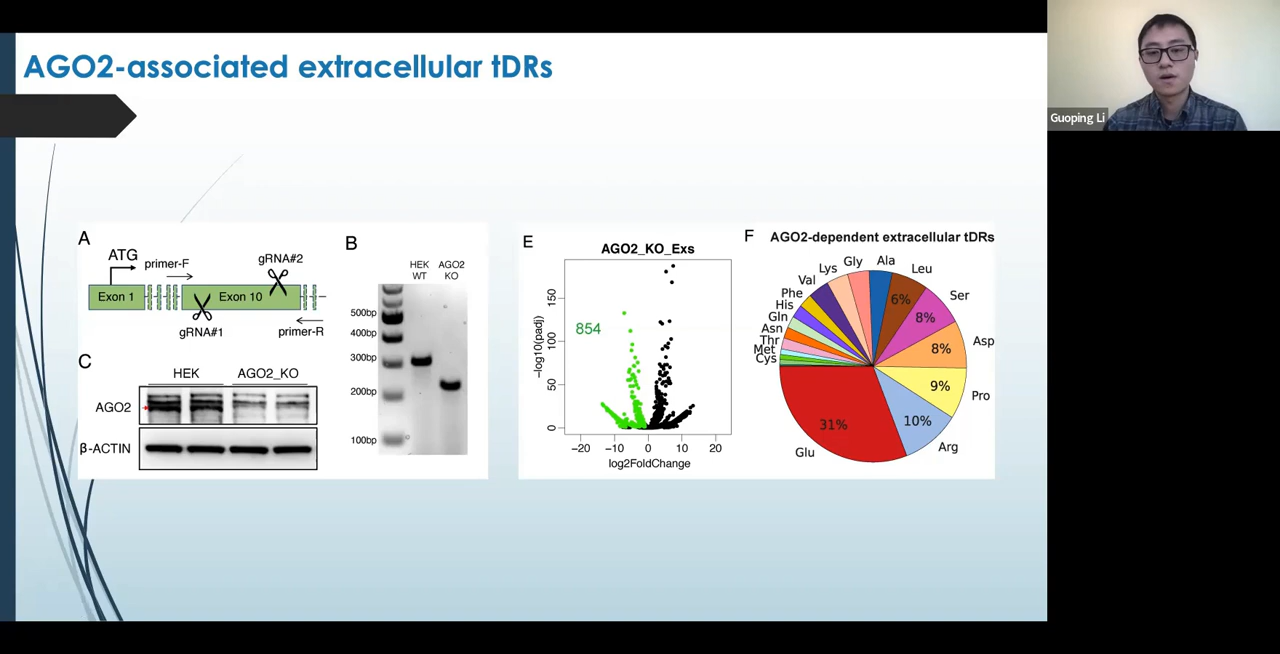 AGO2-associated extracellular tDRs
Guoping Li
A
ATG
primer-F
gRNA#2
Exon 1
Exon 10
gRNA#1
primer-R
B
HEK WT
AGO2 KO
500bp
400bp
300bp
200bp
100bp
C
HEK
AGO2_KO
AGO2
β-ACTIN
E
AGO2_KO_Exs
854
−log10(padj)
150
100
50
0
−20
−10
0
10
20
log2FoldChange
F
AGO2-dependent extracellular tDRs
Ala
Leu
6%
Ser
8%
Asp
8%
Pro
9%
Arg
10%
Glu
31%
Cys
Met
Thr
Asn
Gln
His
Phe
Val
Lys
Gly